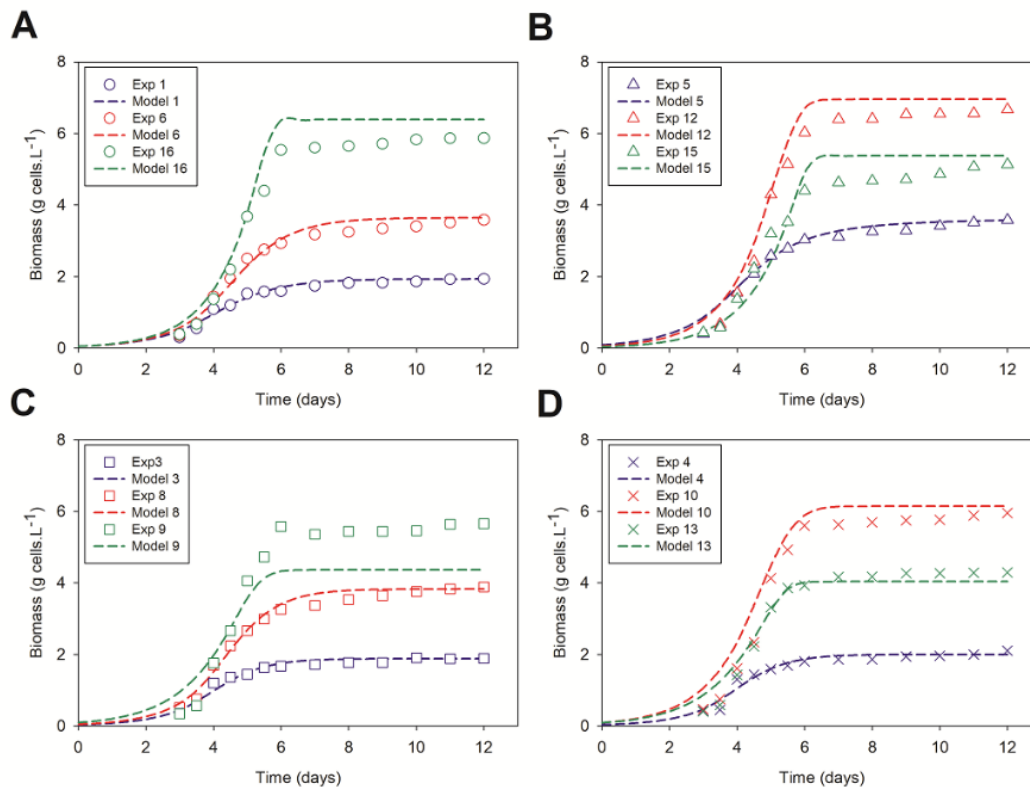 A
Biomass (g cells.L⁻¹)
8
6
4
2
0
Exp 1
Model 1
Exp 6
Model 6
Exp 16
Model 16
0 2 4 6 8 10 12
Time (days)
B
Biomass (g cells.L⁻¹)
8
6
4
2
0
Exp 5
Model 5
Exp 12
Model 12
Exp 15
Model 15
0 2 4 6 8 10 12
Time (days)
C
Biomass (g cells.L⁻¹)
8
6
4
2
0
Exp3
Model 3
Exp 8
Model 8
Exp 9
Model 9
0 2 4 6 8 10 12
Time (days)
D
Biomass (g cells.L⁻¹)
8
6
4
2
0
Exp 4
Model 4
Exp 10
Model 10
Exp 13
Model 13
0 2 4 6 8 10 12
Time (days)